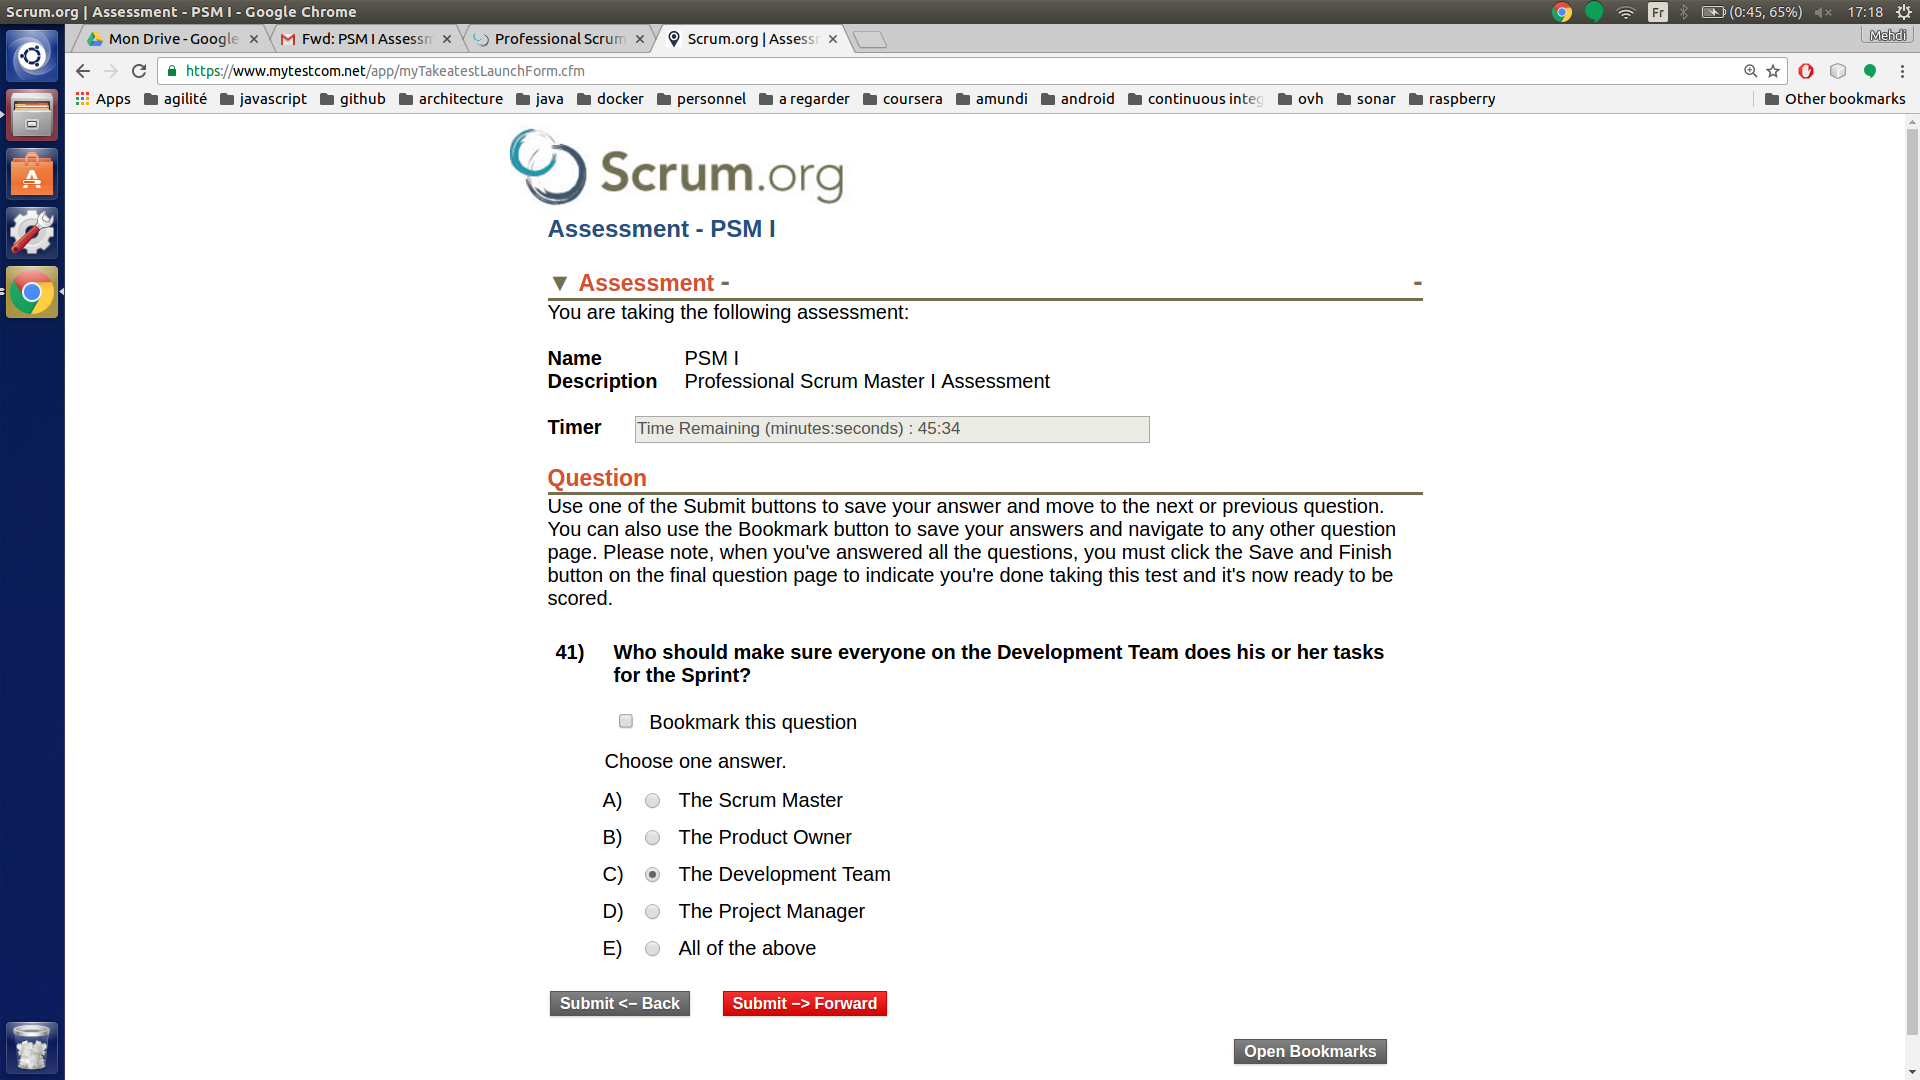 Scrum.org | Assessment - PSM I - Google Chrome
Fr
(0:45, 65%)
17:18
Mon Drive - Google
Fwd: PSM I Assessm
Professional Scrum
Scrum.org | Assess
Mehdi
https://www.mytestcom.net/app/myTakeatestLaunchForm.cfm
Apps
agilité
javascript
github
architecture
java
docker
personnel
a regarder
coursera
amundi
android
continuous integ
ovh
sonar
raspberry
Other bookmarks
Scrum.org
Assessment - PSM I
▼ Assessment - -
You are taking the following assessment:
Name PSM I
Description Professional Scrum Master I Assessment
Timer Time Remaining (minutes:seconds) : 45:34
Question
Use one of the Submit buttons to save your answer and move to the next or previous question.
You can also use the Bookmark button to save your answers and navigate to any other question
page. Please note, when you've answered all the questions, you must click the Save and Finish
button on the final question page to indicate you're done taking this test and it's now ready to be
scored.
41) Who should make sure everyone on the Development Team does his or her tasks
for the Sprint?
Bookmark this question
Choose one answer.
A) The Scrum Master
B) The Product Owner
C) The Development Team
D) The Project Manager
E) All of the above
Submit <– Back
Submit –> Forward
Open Bookmarks